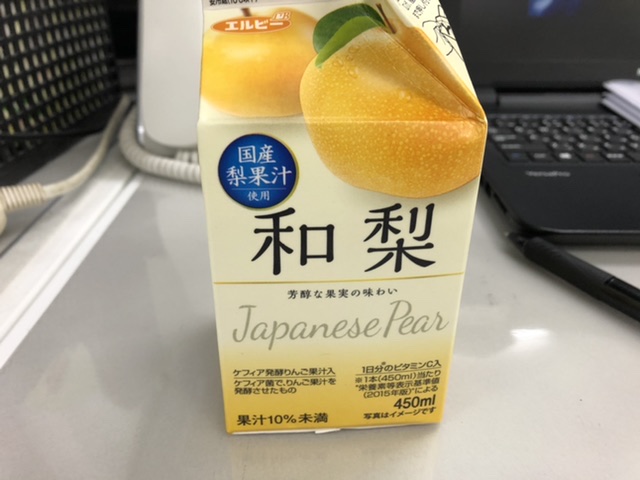 エルビー
国産
梨果汁
使用
和梨
芳醇な果実の味わい
Japanese Pear
ケフィア発酵りんご果汁入
ケフィア菌で、りんご果汁を
発酵させたもの
果汁10%未満
1日分*のビタミンC入
※1本(450ml)当たり
"栄養素等表示基準値
(2015年版)"による
450ml
写真はイメージです